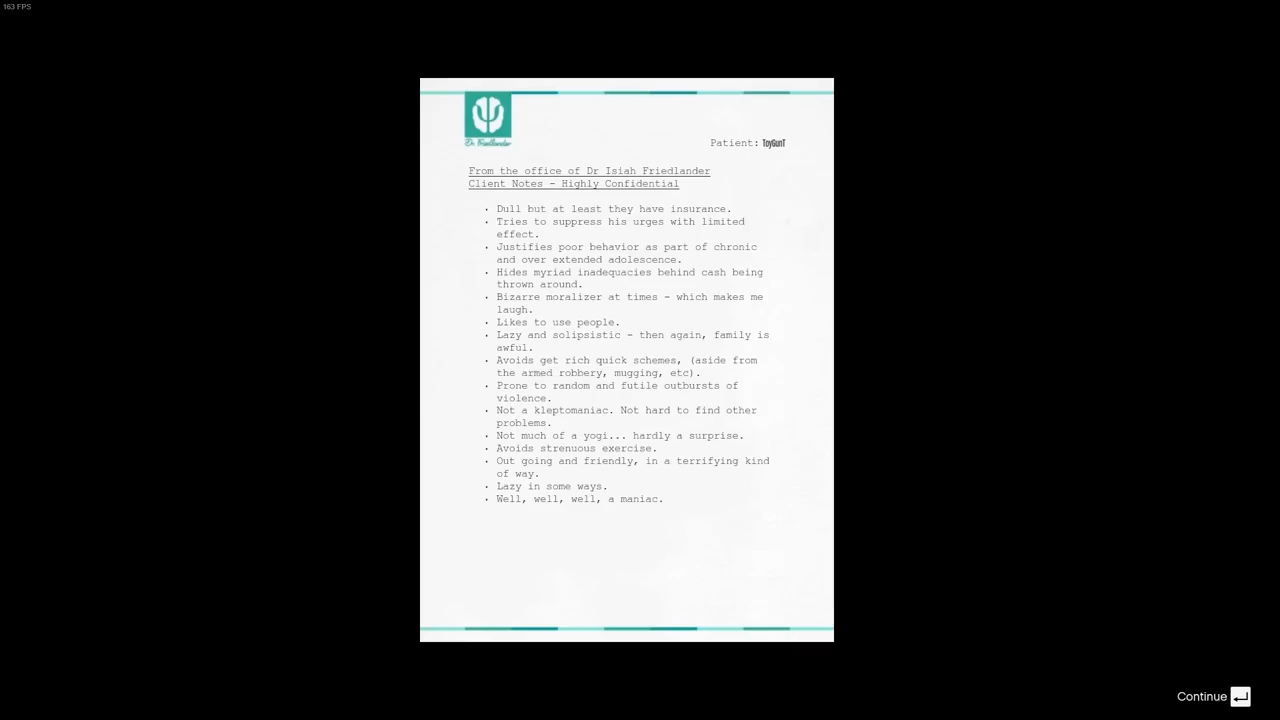 163 FPS
Dr. Friedlander
Patient: ToyGunT
From the office of Dr Isiah Friedlander
Client Notes - Highly Confidential
· Dull but at least they have insurance.
· Tries to suppress his urges with limited
effect.
· Justifies poor behavior as part of chronic
and over extended adolescence.
· Hides myriad inadequacies behind cash being
thrown around.
· Bizarre moralizer at times - which makes me
laugh.
· Likes to use people.
· Lazy and solipsistic - then again, family is
awful.
· Avoids get rich quick schemes, (aside from
the armed robbery, mugging, etc).
· Prone to random and futile outbursts of
violence.
· Not a kleptomaniac. Not hard to find other
problems.
· Not much of a yogi... hardly a surprise.
· Avoids strenuous exercise.
· Out going and friendly, in a terrifying kind
of way.
· Lazy in some ways.
· Well, well, well, a maniac.
Continue